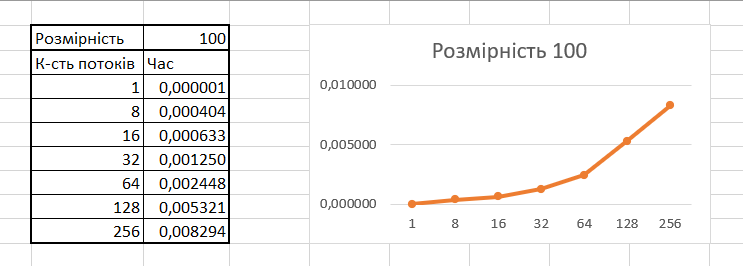 Розмірність 100
К-сть потоків Час
1 0,000001
8 0,000404
16 0,000633
32 0,001250
64 0,002448
128 0,005321
256 0,008294
Розмірність 100
0,010000
0,005000
0,000000
1 8 16 32 64 128 256